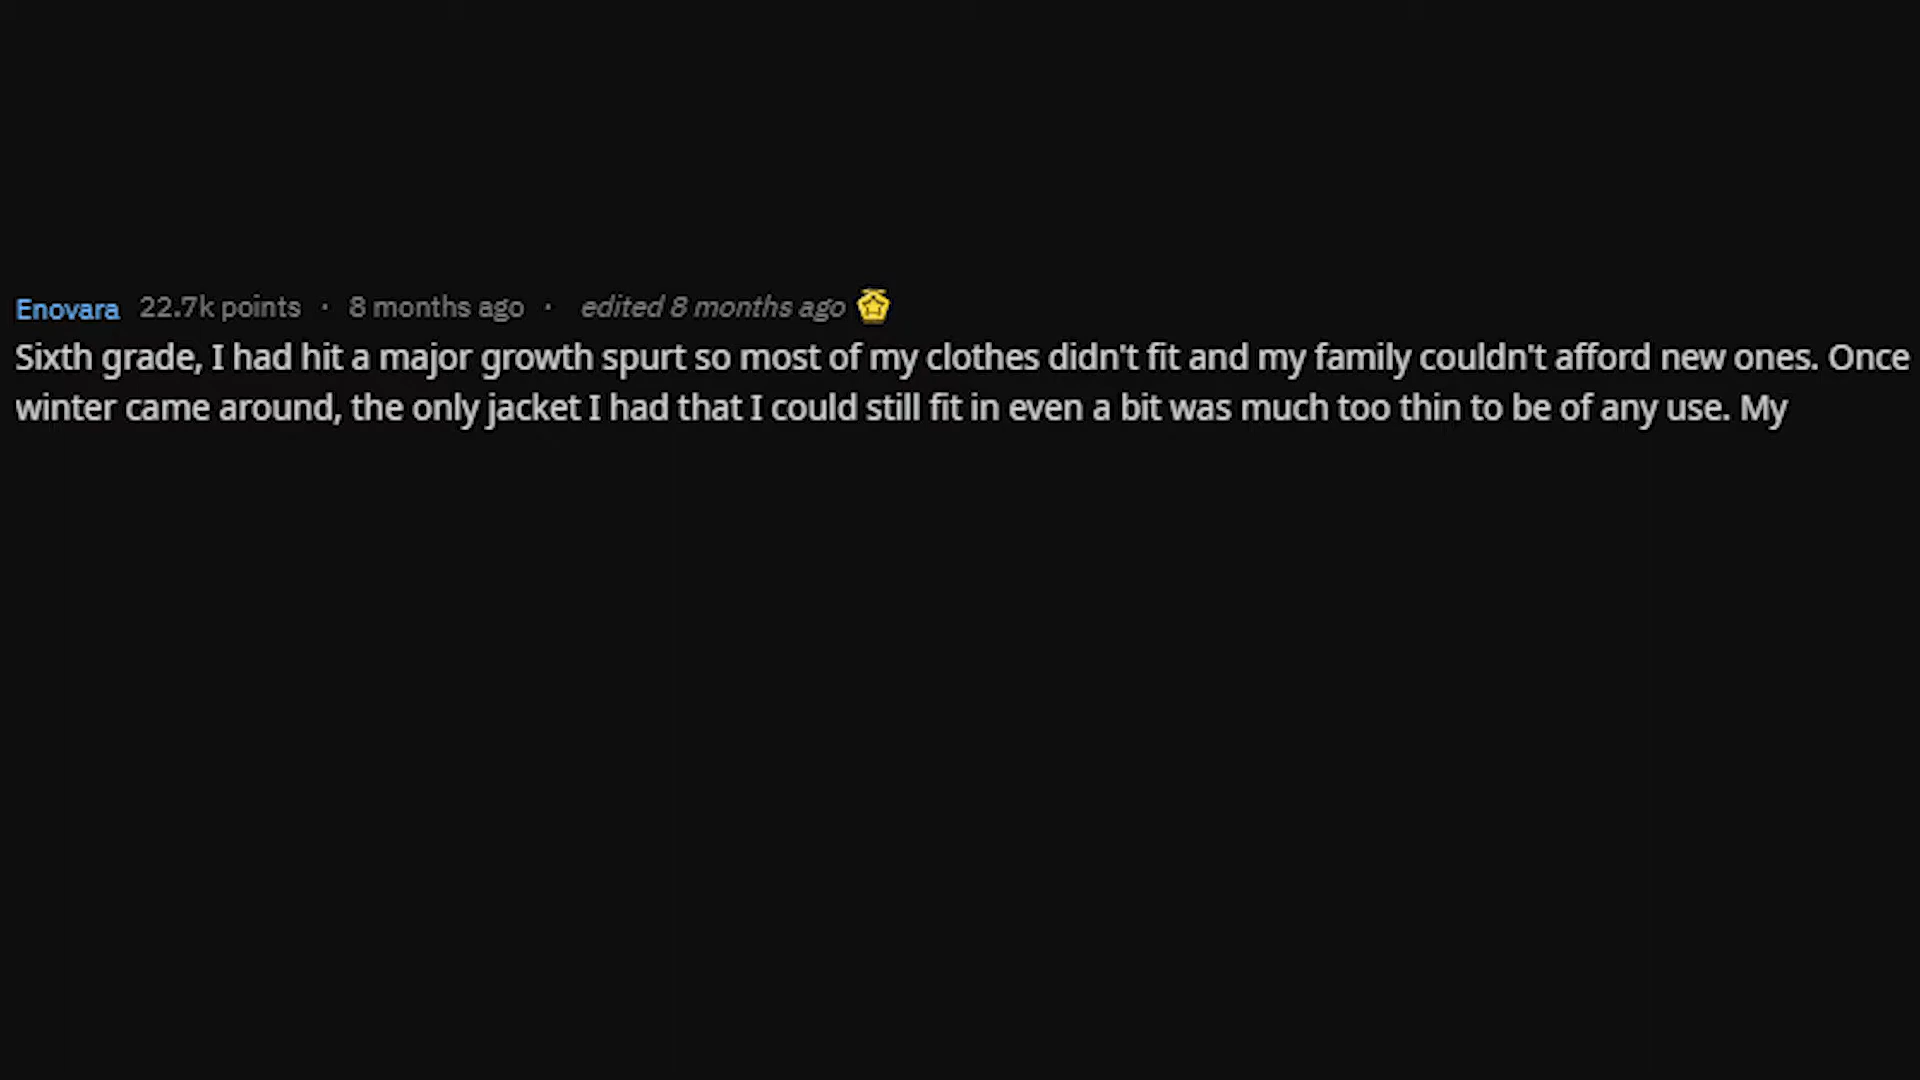 Enovara 22.7k points · 8 months ago · edited 8 months ago
Sixth grade, I had hit a major growth spurt so most of my clothes didn't fit and my family couldn't afford new ones. Once
winter came around, the only jacket I had that I could still fit in even a bit was much too thin to be of any use. My